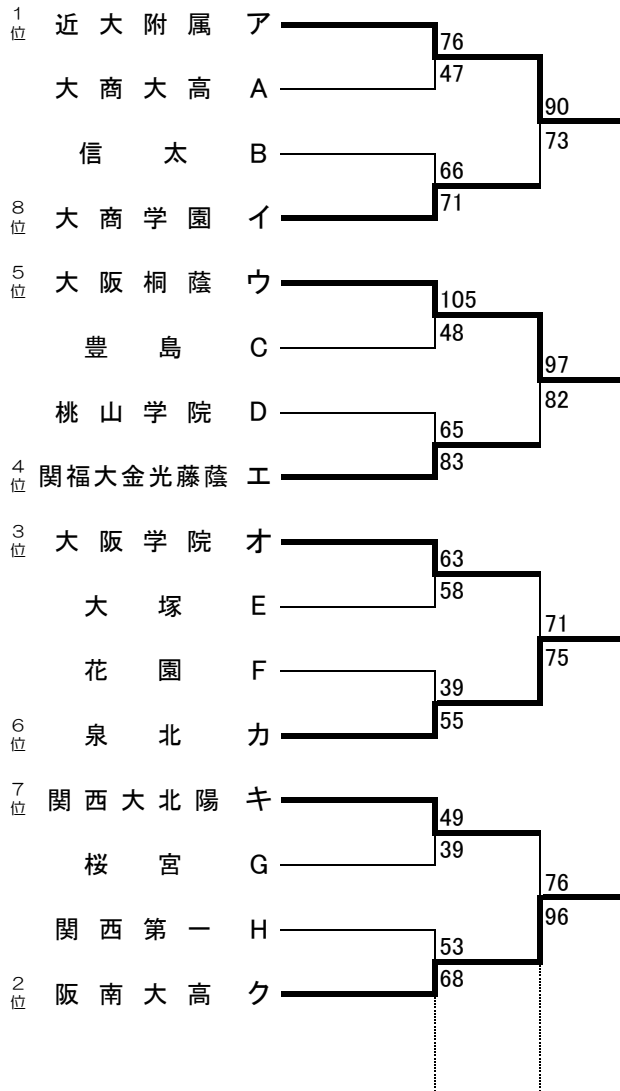 1位 近大附属 ア
76
大商大高 A
47
90
73
信太 B
66
8位 大商学園 イ
71
5位 大阪桐蔭 ウ
105
豊島 C
48
97
82
桃山学院 D
65
4位 関福大金光藤蔭 エ
83
3位 大阪学院 オ
63
大塚 E
58
71
75
花園 F
39
6位 泉北 カ
55
7位 関西大北陽 キ
49
桜宮 G
39
76
96
関西第一 H
53
2位 阪南大高 ク
68